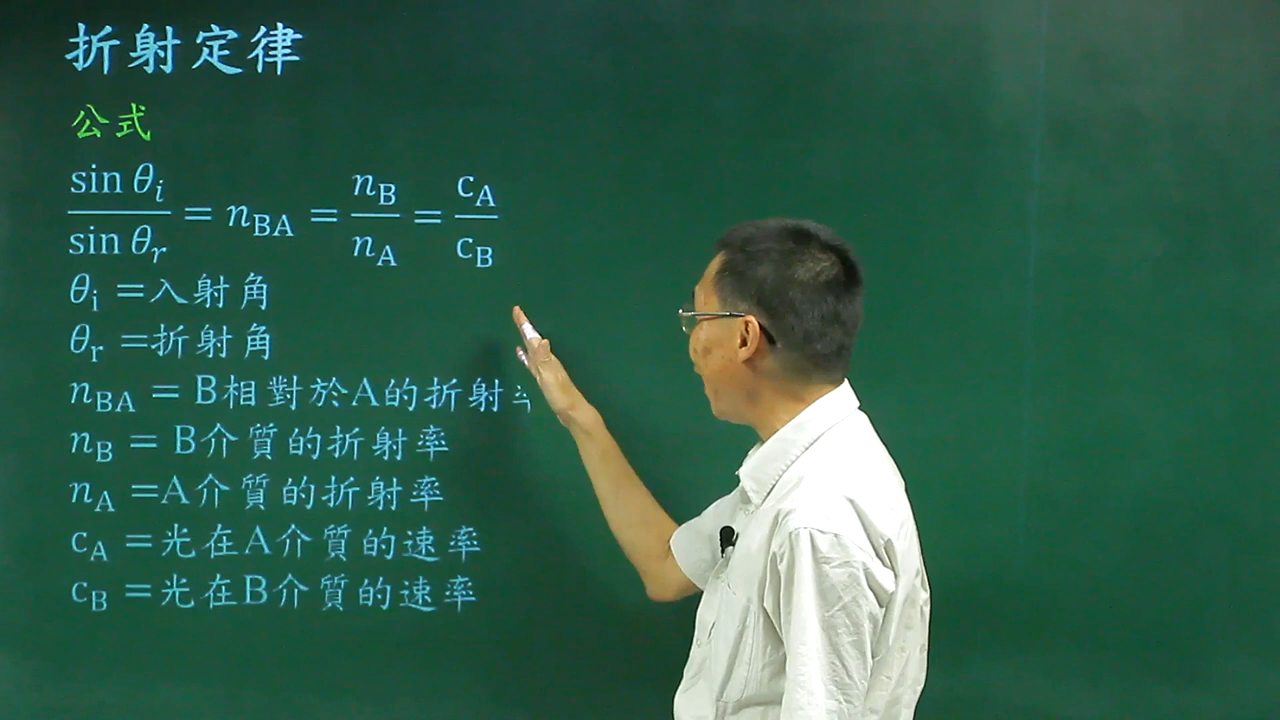 折射定律
公式
sin θi / sin θr = nBA = nB / nA = cA / cB
θi =入射角
θr =折射角
nBA = B相對於A的折射
nB = B介質的折射率
nA =A介質的折射率
cA =光在A介質的速率
cB =光在B介質的速率